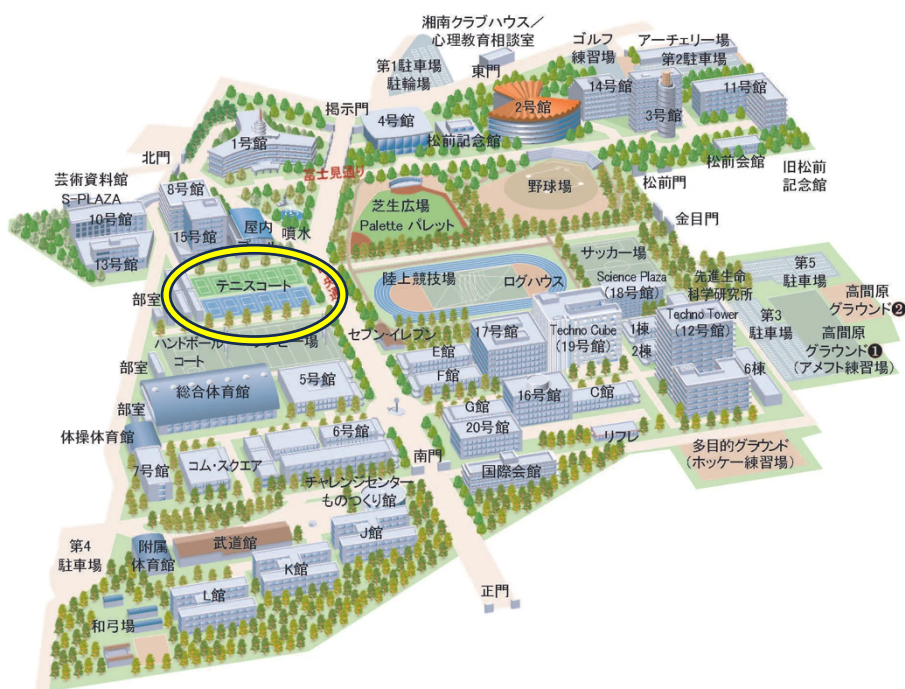 湘南クラブハウス／
心理教育相談室
ゴルフ
練習場
アーチェリー場
第2駐車場
第1駐車場
駐輪場
東門
14号館
11号館
2号館
3号館
掲示門
4号館
松前記念館
1号館
北門
富士見通り
松前会館
旧松前
記念館
野球場
松前門
芸術資料館
S-PLAZA
8号館
芝生広場
Palette パレット
10号館
15号館
屋内
噴水
金目門
13号館
サッカー場
テニスコート
陸上競技場
ログハウス
Science Plaza
(18号館)
先進生命
科学研究所
第5
駐車場
部室
高間原
グラウンド❷
セブン-イレブン
17号館
Techno Cube
(19号館)
1棟
2棟
Techno Tower
(12号館)
第3
駐車場
高間原
グラウンド❶
(アメフト練習場)
ハンドボール
コート
E館
F館
部室
総合体育館
5号館
6棟
16号館
C館
部室
G館
20号館
体操体育館
6号館
リフレ
7号館
コム・スクエア
南門
国際会館
多目的グラウンド
(ホッケー練習場)
チャレンジセンター
ものつくり館
J館
第4
駐車場
附属
体育館
武道館
K館
L館
正門
和弓場